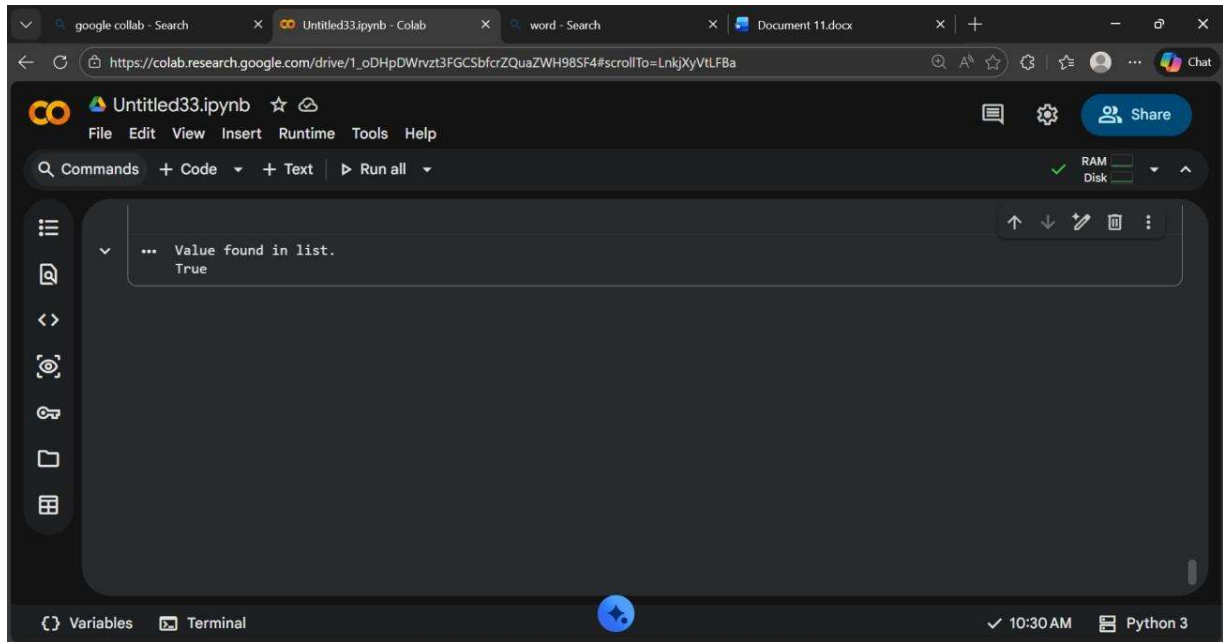 google collab - Search
Untitled33.ipynb - Colab
word - Search
Document 11.docx
https://colab.research.google.com/drive/1_oDHpDWrvzt3FGCSbfcrZQuaZWH98SF4#scrollTo=LnkjXyVtLFBa
Chat
CO
Untitled33.ipynb
File Edit View Insert Runtime Tools Help
Share
Commands + Code + Text Run all
RAM
Disk
Value found in list.
True
Variables Terminal
10:30 AM Python 3